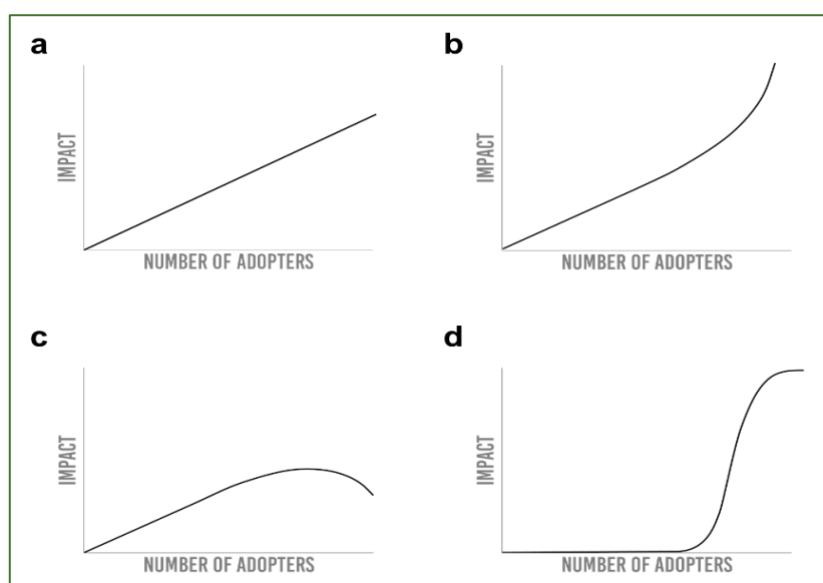 a
b
IMPACT
NUMBER OF ADOPTERS
IMPACT
NUMBER OF ADOPTERS
c
d
IMPACT
NUMBER OF ADOPTERS
IMPACT
NUMBER OF ADOPTERS